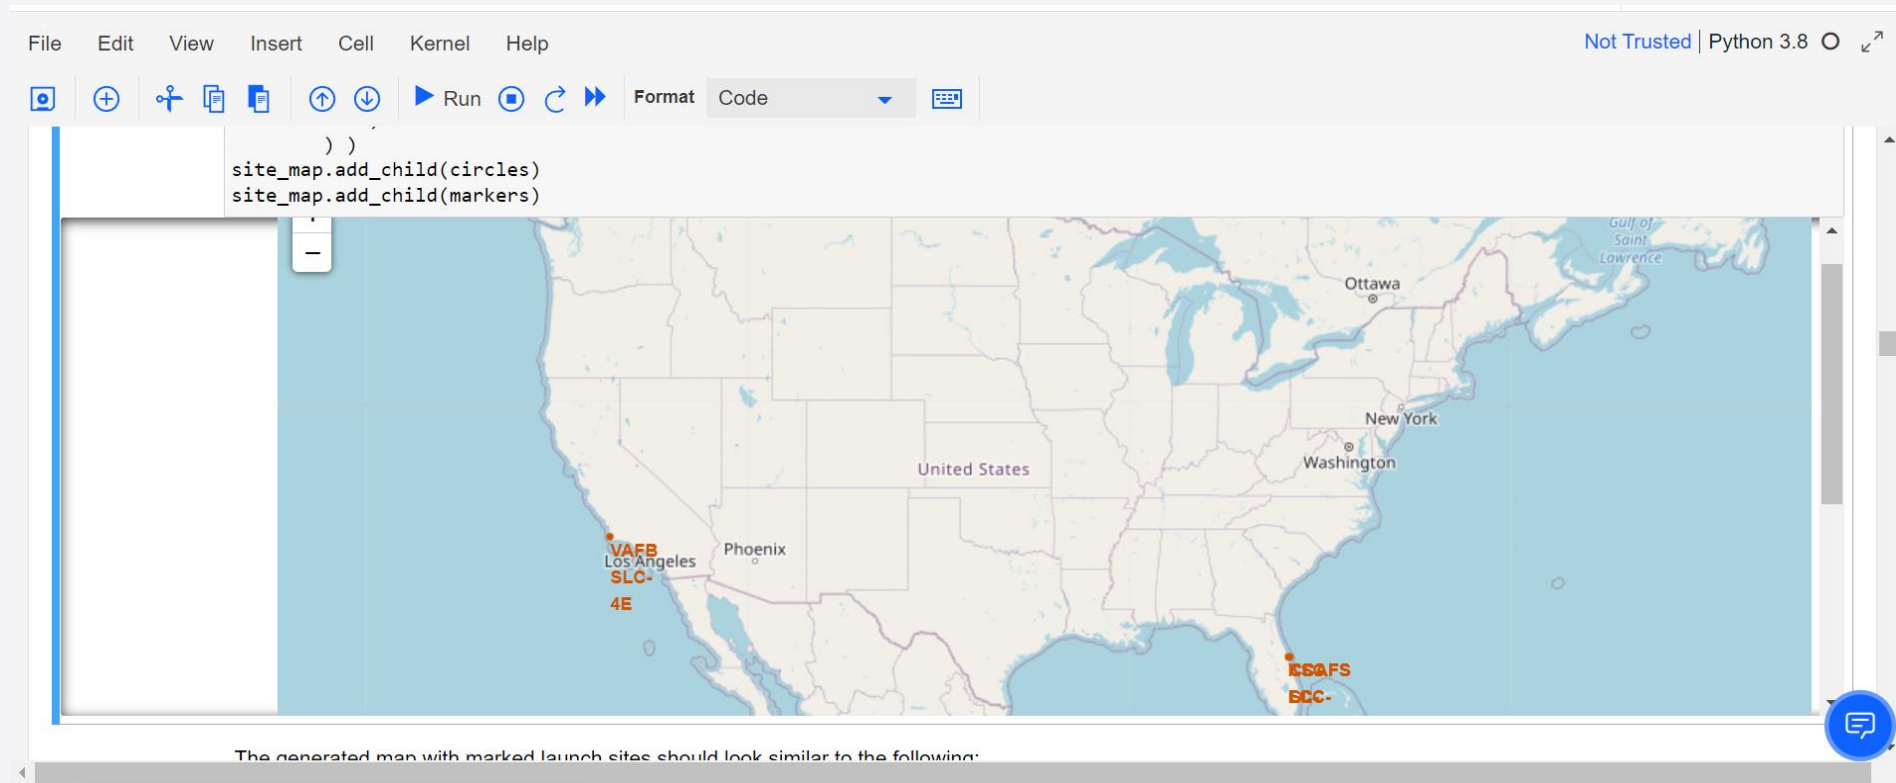 File Edit View Insert Cell Kernel Help Not Trusted Python 3.8
Run Format Code
) )
site_map.add_child(circles)
site_map.add_child(markers)
−
Gulf of
Saint
Lawrence
Ottawa
New York
Washington
United States
Phoenix
VAFB
Los Angeles
SLC-
4E
The generated map with marked launch sites should look similar to the following: